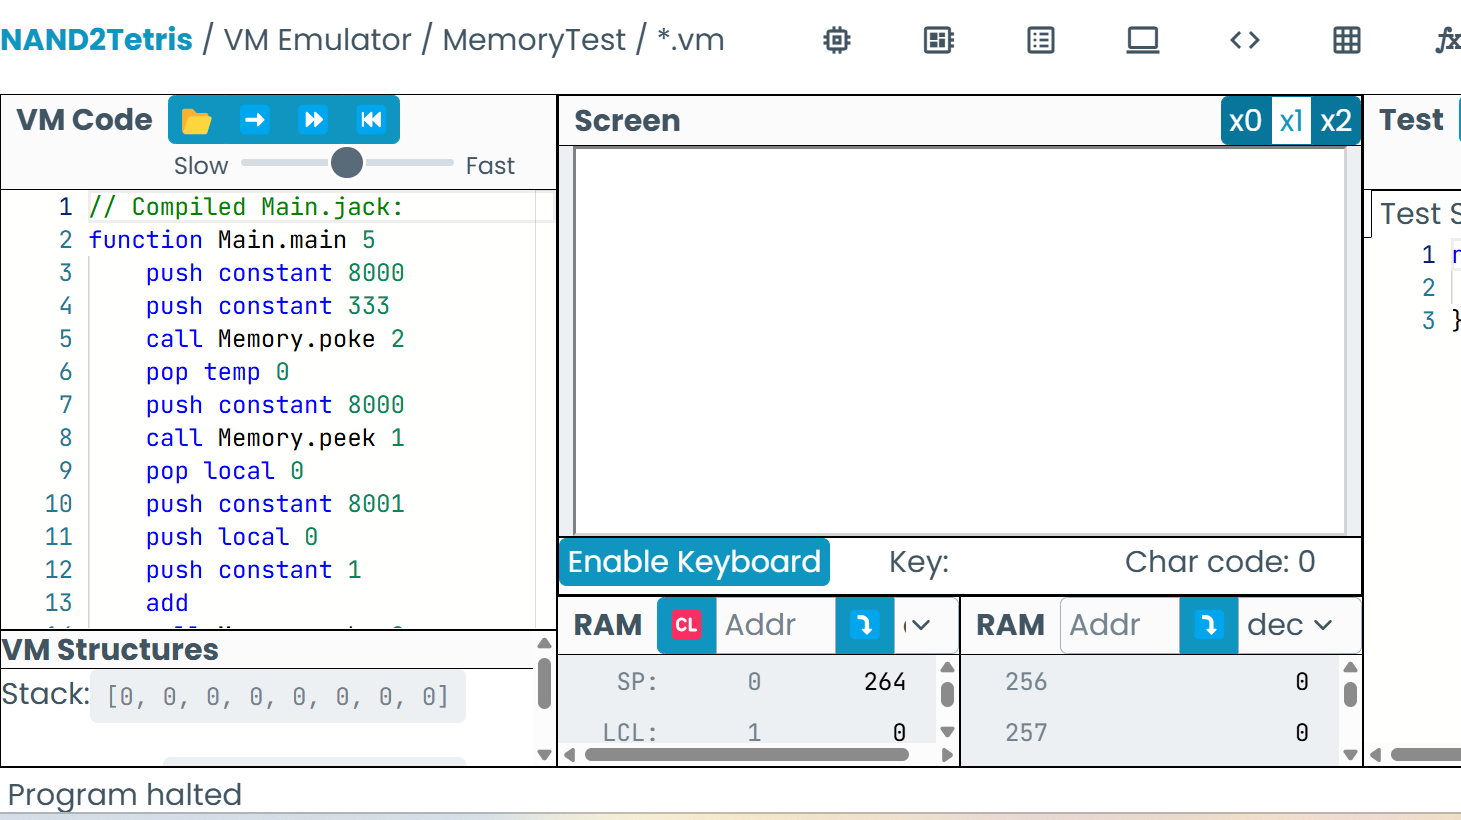 NAND2Tetris / VM Emulator / MemoryTest / *.vm
VM Code
Slow Fast
1 // Compiled Main.jack:
2 function Main.main 5
3 push constant 8000
4 push constant 333
5 call Memory.poke 2
6 pop temp 0
7 push constant 8000
8 call Memory.peek 1
9 pop local 0
10 push constant 8001
11 push local 0
12 push constant 1
13 add
VM Structures
Stack: [0, 0, 0, 0, 0, 0, 0, 0]
Screen
x0 x1 x2
Enable Keyboard Key: Char code: 0
RAM CL Addr
SP: 0 264
LCL: 1 0
RAM Addr dec
256 0
257 0
Test
Test S
1
2
3 }
Program halted